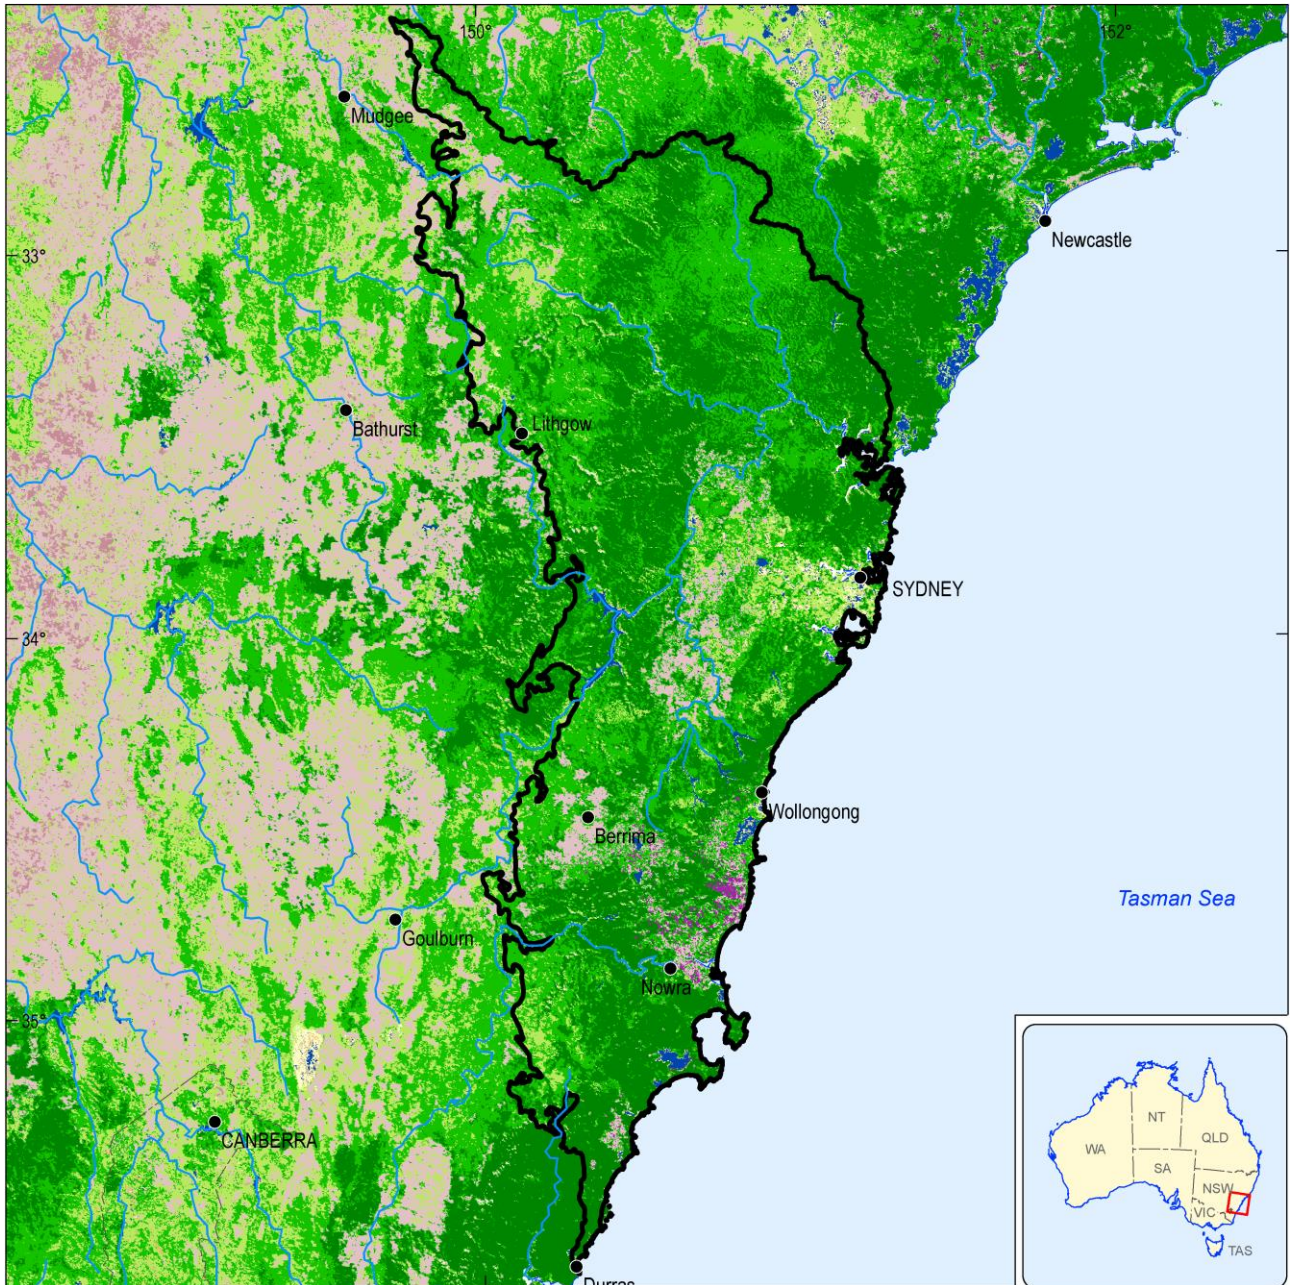 150°
152°
Mudgee
Newcastle
33°
Bathurst
Lithgow
SYDNEY
34°
Wollongong
Berrima
Tasman Sea
Goulburn
Nowra
35°
CANBERRA
Durras
NT
QLD
WA
SA
NSW
VIC
TAS